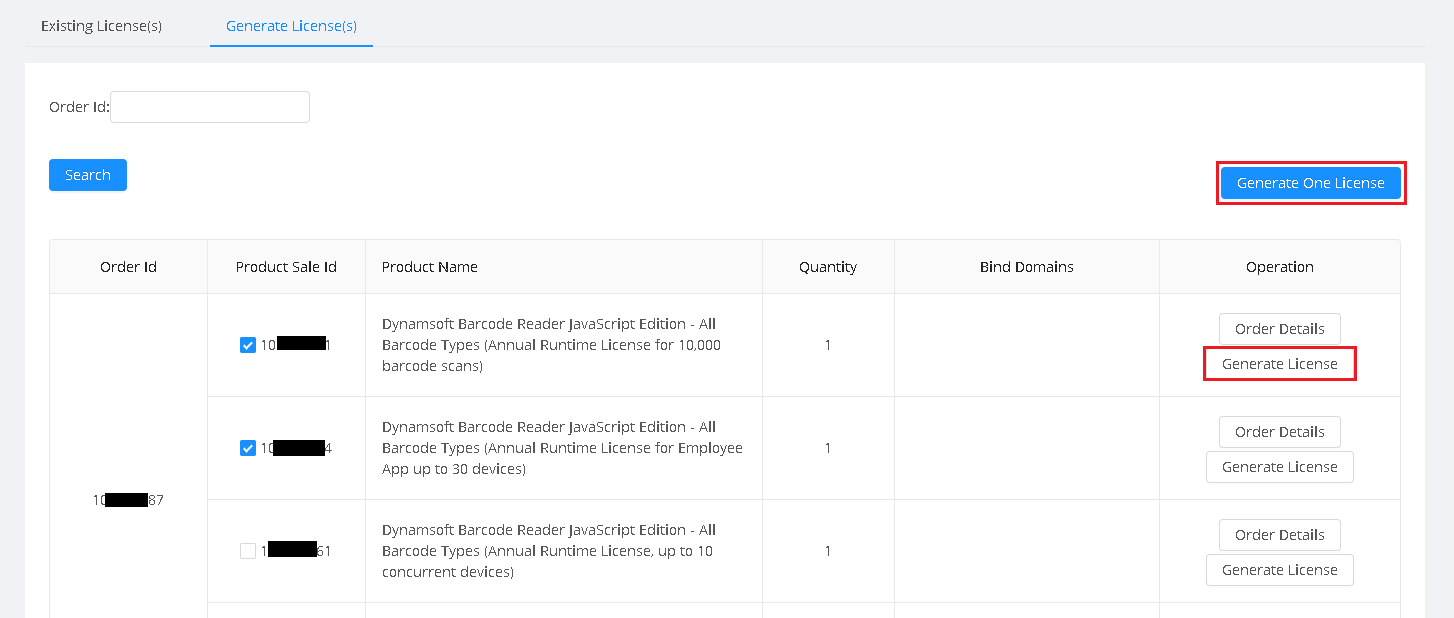 Existing License(s)
Generate License(s)
Order Id:
Search
Generate One License
Order Id
Product Sale Id
Product Name
Quantity
Bind Domains
Operation
10 87
10 1
Dynamsoft Barcode Reader JavaScript Edition - All
Barcode Types (Annual Runtime License for 10,000
barcode scans)
1
Order Details
Generate License
10 4
Dynamsoft Barcode Reader JavaScript Edition - All
Barcode Types (Annual Runtime License for Employee
App up to 30 devices)
1
Order Details
Generate License
1 61
Dynamsoft Barcode Reader JavaScript Edition - All
Barcode Types (Annual Runtime License, up to 10
concurrent devices)
1
Order Details
Generate License